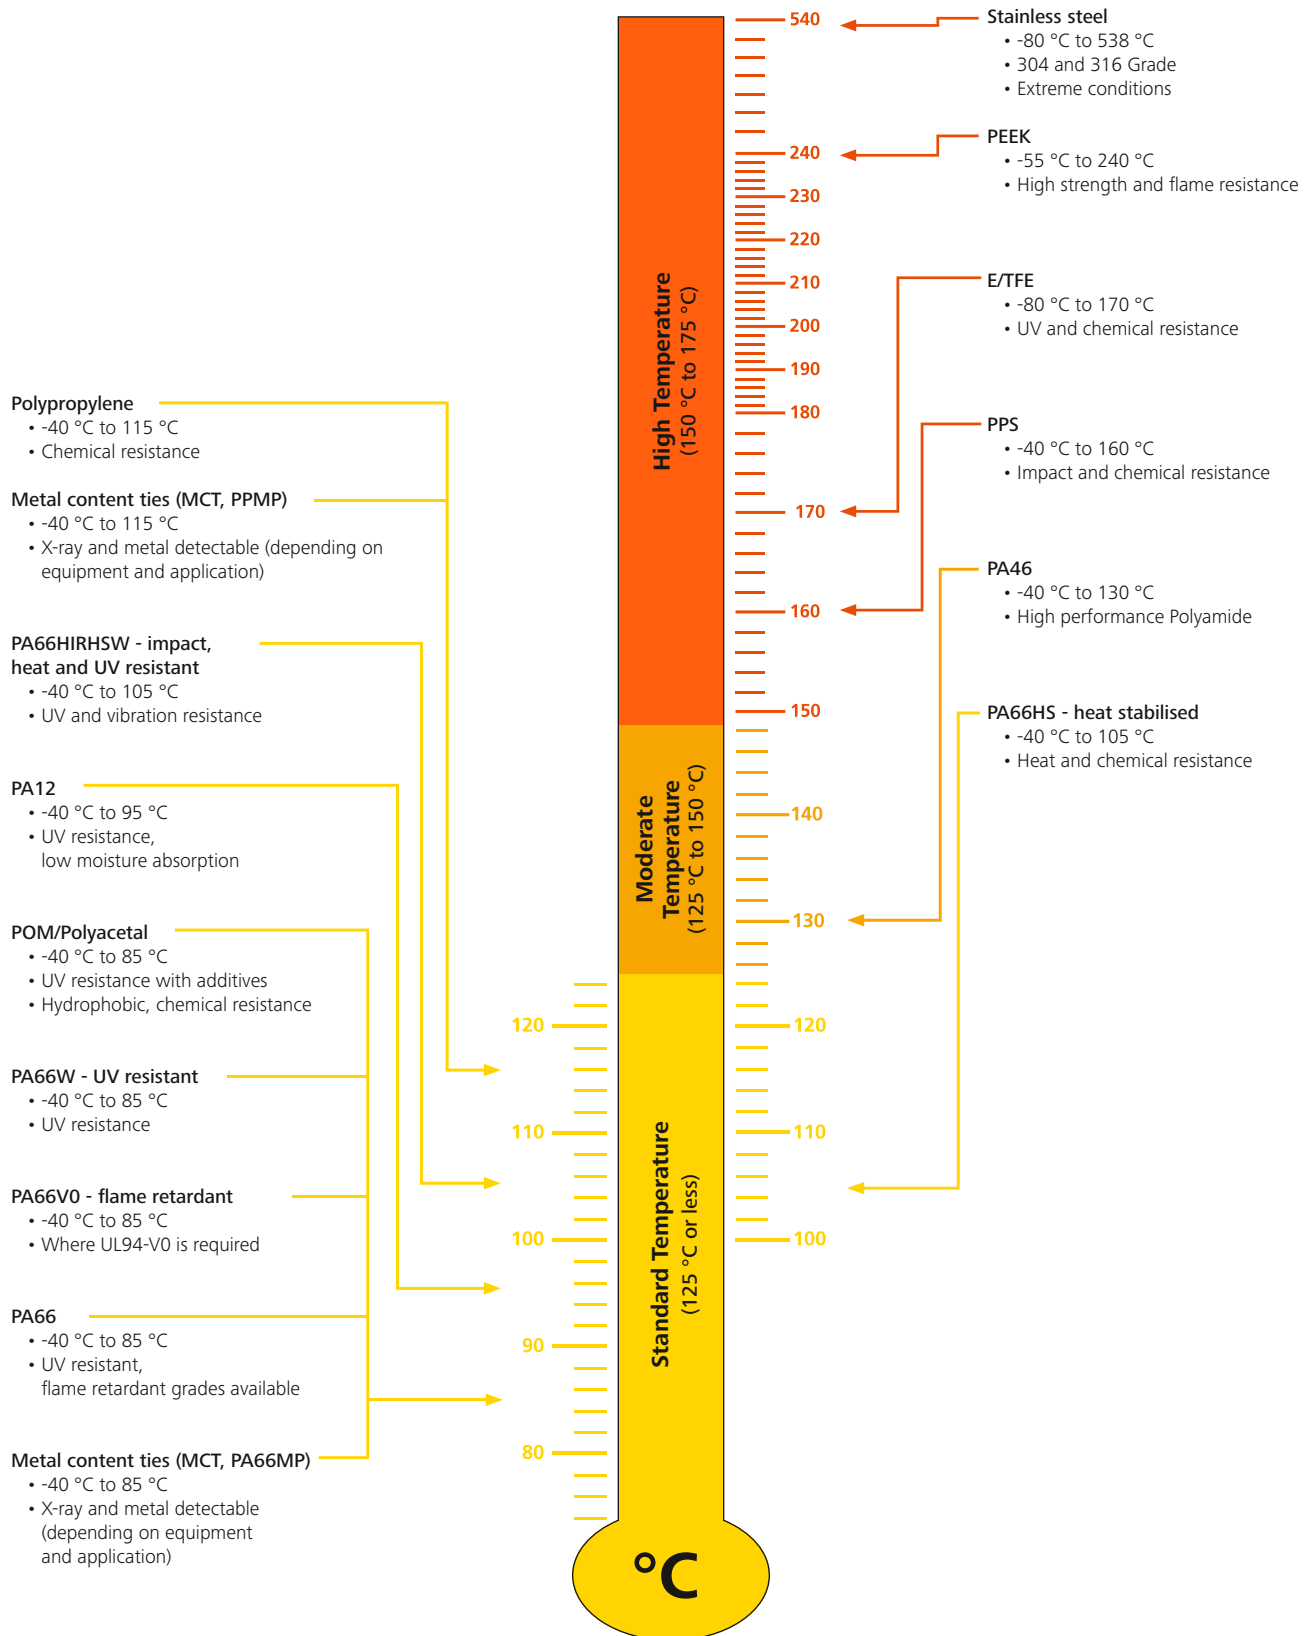 Polypropylene
• -40 °C to 115 °C
• Chemical resistance
Metal content ties (MCT, PPMP)
• -40 °C to 115 °C
• X-ray and metal detectable (depending on
equipment and application)
PA66HIRHSW - impact,
heat and UV resistant
• -40 °C to 105 °C
• UV and vibration resistance
PA12
• -40 °C to 95 °C
• UV resistance,
low moisture absorption
POM/Polyacetal
• -40 °C to 85 °C
• UV resistance with additives
• Hydrophobic, chemical resistance
PA66W - UV resistant
• -40 °C to 85 °C
• UV resistance
PA66V0 - flame retardant
• -40 °C to 85 °C
• Where UL94-V0 is required
PA66
• -40 °C to 85 °C
• UV resistant,
flame retardant grades available
Metal content ties (MCT, PA66MP)
• -40 °C to 85 °C
• X-ray and metal detectable
(depending on equipment
and application)
120
110
100
90
80
High Temperature
(150 °C to 175 °C)
Moderate
Temperature
(125 °C to 150 °C)
Standard Temperature
(125 °C or less)
°C
540
240
230
220
210
200
190
180
170
160
150
140
130
120
110
100
Stainless steel
• -80 °C to 538 °C
• 304 and 316 Grade
• Extreme conditions
PEEK
• -55 °C to 240 °C
• High strength and flame resistance
E/TFE
• -80 °C to 170 °C
• UV and chemical resistance
PPS
• -40 °C to 160 °C
• Impact and chemical resistance
PA46
• -40 °C to 130 °C
• High performance Polyamide
PA66HS - heat stabilised
• -40 °C to 105 °C
• Heat and chemical resistance